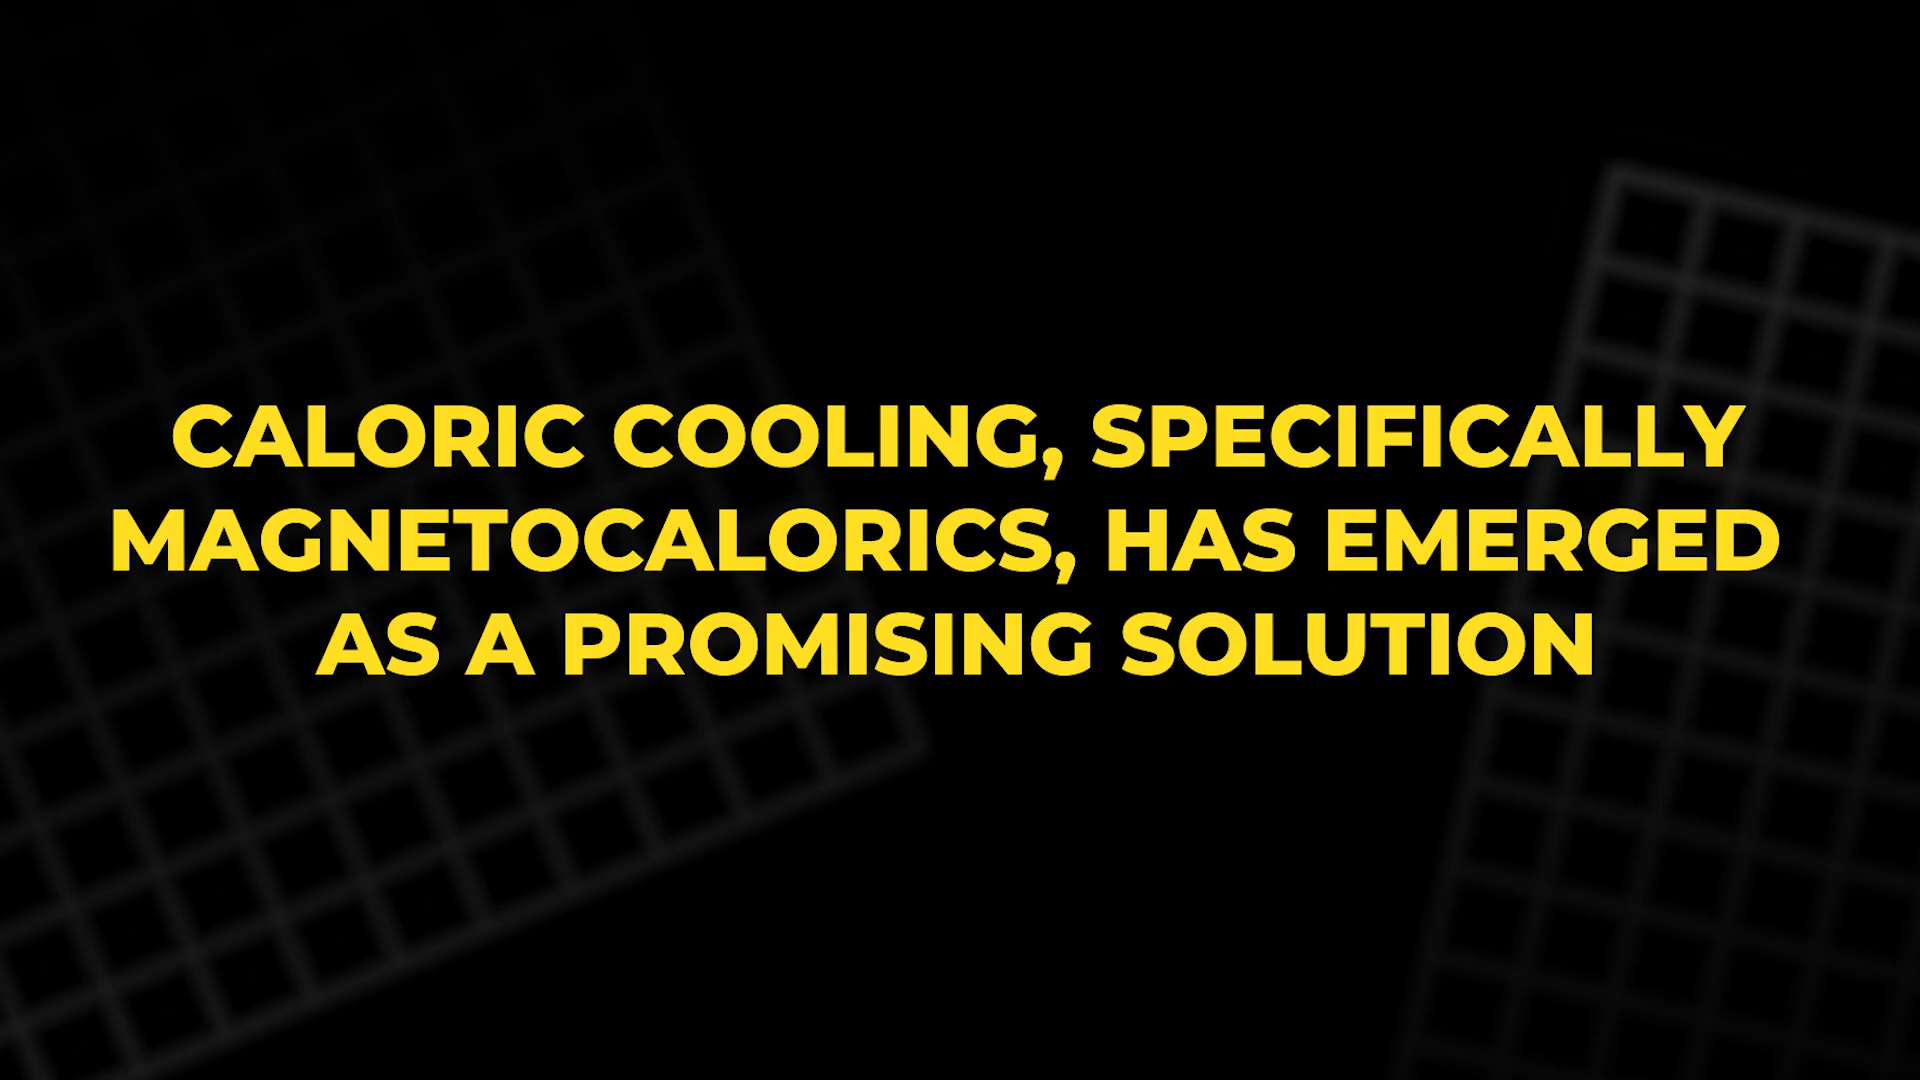 CALORIC COOLING, SPECIFICALLY
MAGNETOCALORICS, HAS EMERGED
AS A PROMISING SOLUTION